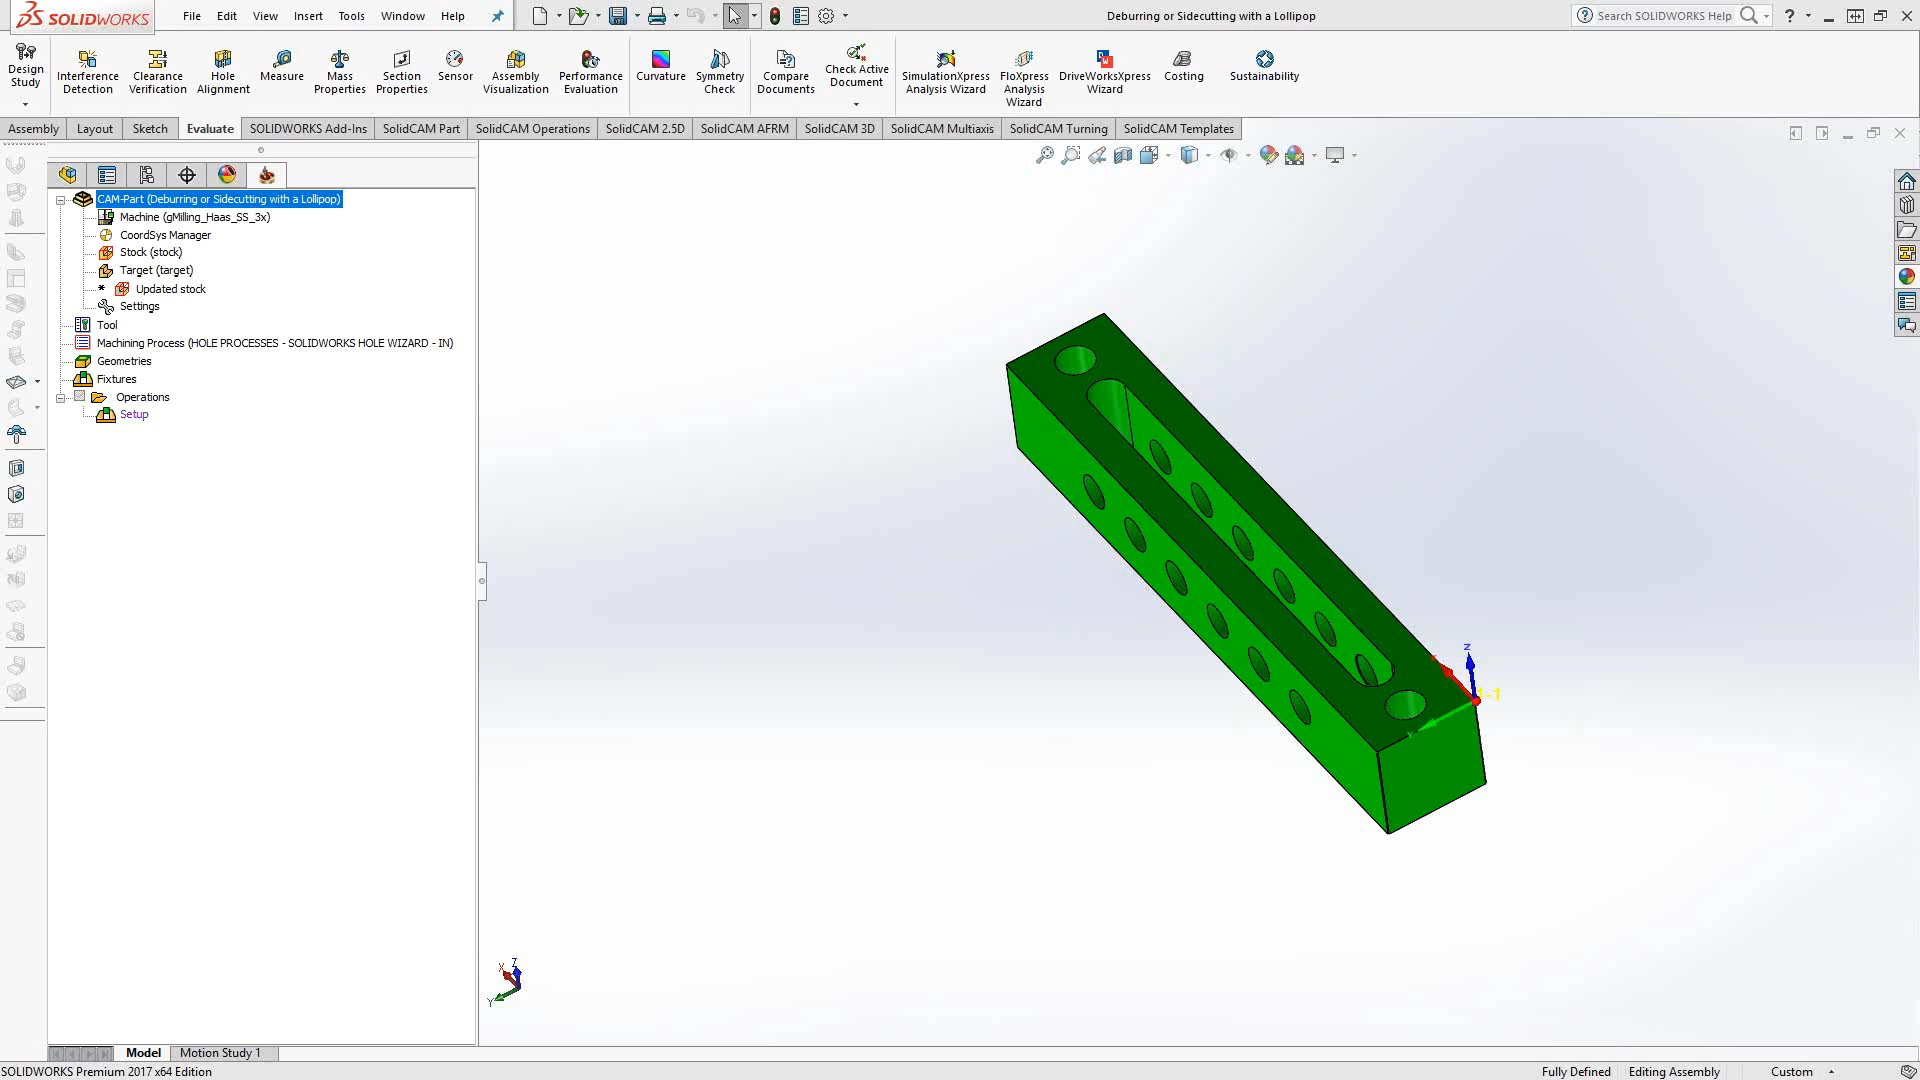 SOLIDWORKS File Edit View Insert Tools Window Help Deburring or Sidecutting with a Lollipop Search SOLIDWORKS Help ?
Design Study
Interference Detection
Clearance Verification
Hole Alignment
Measure
Mass Properties
Section Properties
Sensor
Assembly Visualization
Performance Evaluation
Curvature
Symmetry Check
Compare Documents
Check Active Document
SimulationXpress Analysis Wizard
FloXpress Analysis Wizard
DriveWorksXpress Wizard
Costing
Sustainability
Assembly Layout Sketch Evaluate SOLIDWORKS Add-Ins SolidCAM Part SolidCAM Operations SolidCAM 2.5D SolidCAM AFRM SolidCAM 3D SolidCAM Multiaxis SolidCAM Turning SolidCAM Templates
CAM-Part (Deburring or Sidecutting with a Lollipop)
Machine (gMilling_Haas_SS_3x)
CoordSys Manager
Stock (stock)
Target (target)
* Updated stock
Settings
Tool
Machining Process (HOLE PROCESSES - SOLIDWORKS HOLE WIZARD - IN)
Geometries
Fixtures
Operations
Setup
Z
X
Z
Y
Model Motion Study 1
SOLIDWORKS Premium 2017 x64 Edition Fully Defined Editing Assembly Custom